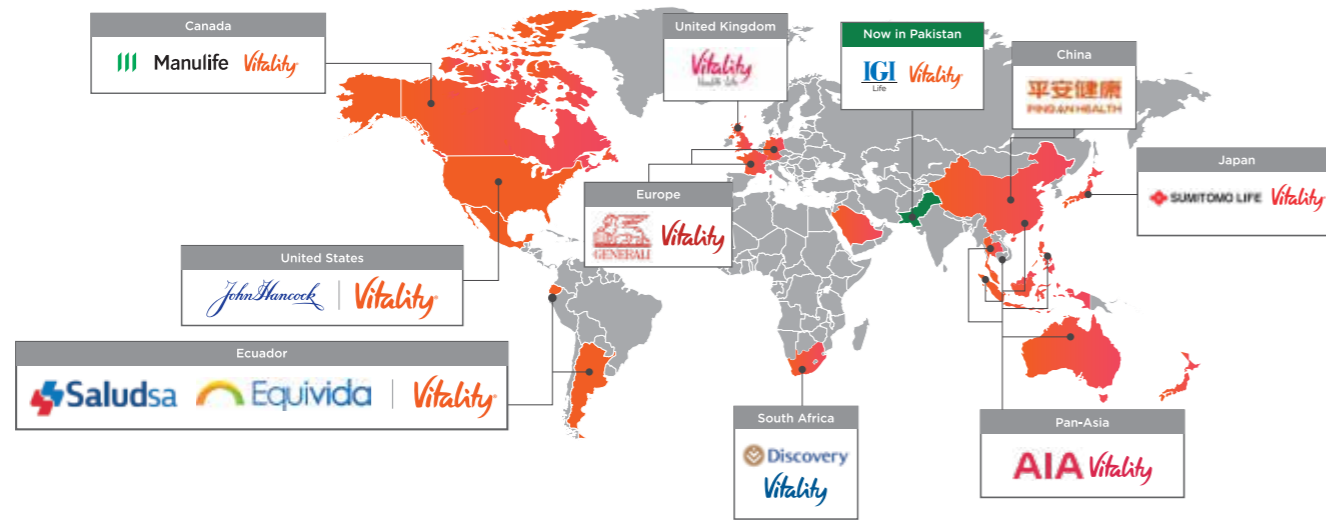 Canada
Manulife Vitality
United Kingdom
Vitality
Health Life
Now in Pakistan
IGI
Life
Vitality
China
平安健康
PINGAN HEALTH
Japan
SUMITOMO LIFE Vitality
Europe
GENERALI
Vitality
United States
John Hancock Vitality
Ecuador
Saludsa Equivida Vitality
South Africa
Discovery
Vitality
Pan-Asia
AIA Vitality